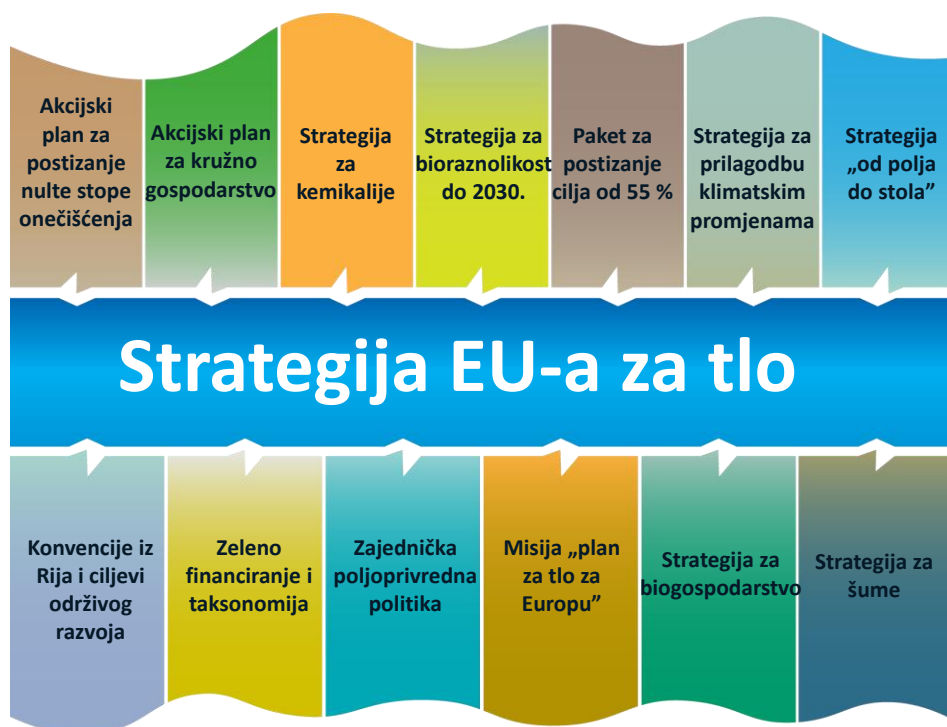 Akcijski
plan za
postizanje
nulte stope
onečišćenja
Akcijski plan
za kružno
gospodarstvo
Strategija
za
kemikalije
Strategija za
bioraznolikost
do 2030.
Paket za
postizanje
cilja od 55 %
Strategija za
prilagodbu
klimatskim
promjenama
Strategija
„od polja
do stola”
Strategija EU-a za tlo
Konvencije iz
Rija i ciljevi
održivog
razvoja
Zeleno
financiranje i
taksonomija
Zajednička
poljoprivredna
politika
Misija „plan
za tlo za
Europu”
Strategija za
biogospodarstvo
Strategija za
šume